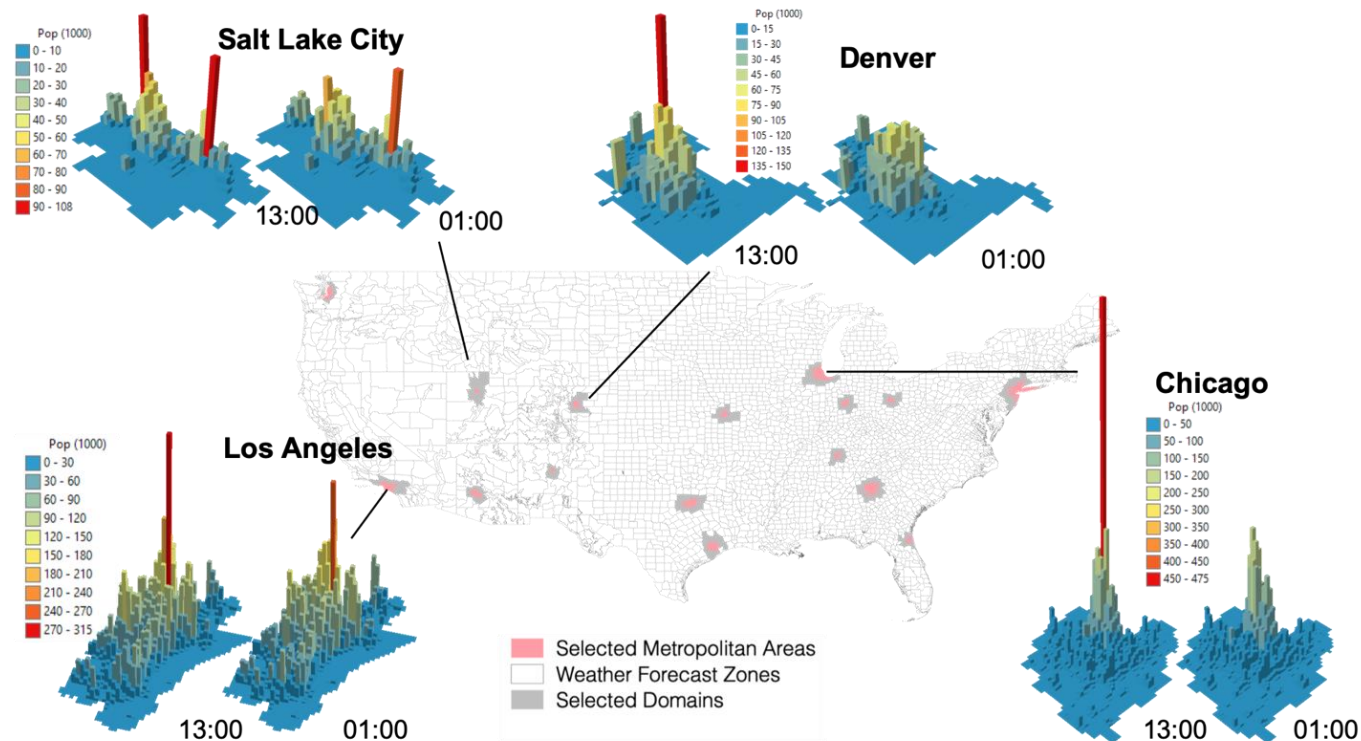 Salt Lake City
Pop (1000)
0 - 10
10 - 20
20 - 30
30 - 40
40 - 50
50 - 60
60 - 70
70 - 80
80 - 90
90 - 108
13:00
01:00
Denver
Pop (1000)
0- 15
15 - 30
30 - 45
45 - 60
60 - 75
75 - 90
90 - 105
105 - 120
120 - 135
135 - 150
13:00
01:00
Los Angeles
Pop (1000)
0 - 30
30 - 60
60 - 90
90 - 120
120 - 150
150 - 180
180 - 210
210 - 240
240 - 270
270 - 315
13:00
01:00
Selected Metropolitan Areas
Weather Forecast Zones
Selected Domains
Chicago
Pop (1000)
0 - 50
50 - 100
100 - 150
150 - 200
200 - 250
250 - 300
300 - 350
350 - 400
400 - 450
450 - 475
13:00
01:00